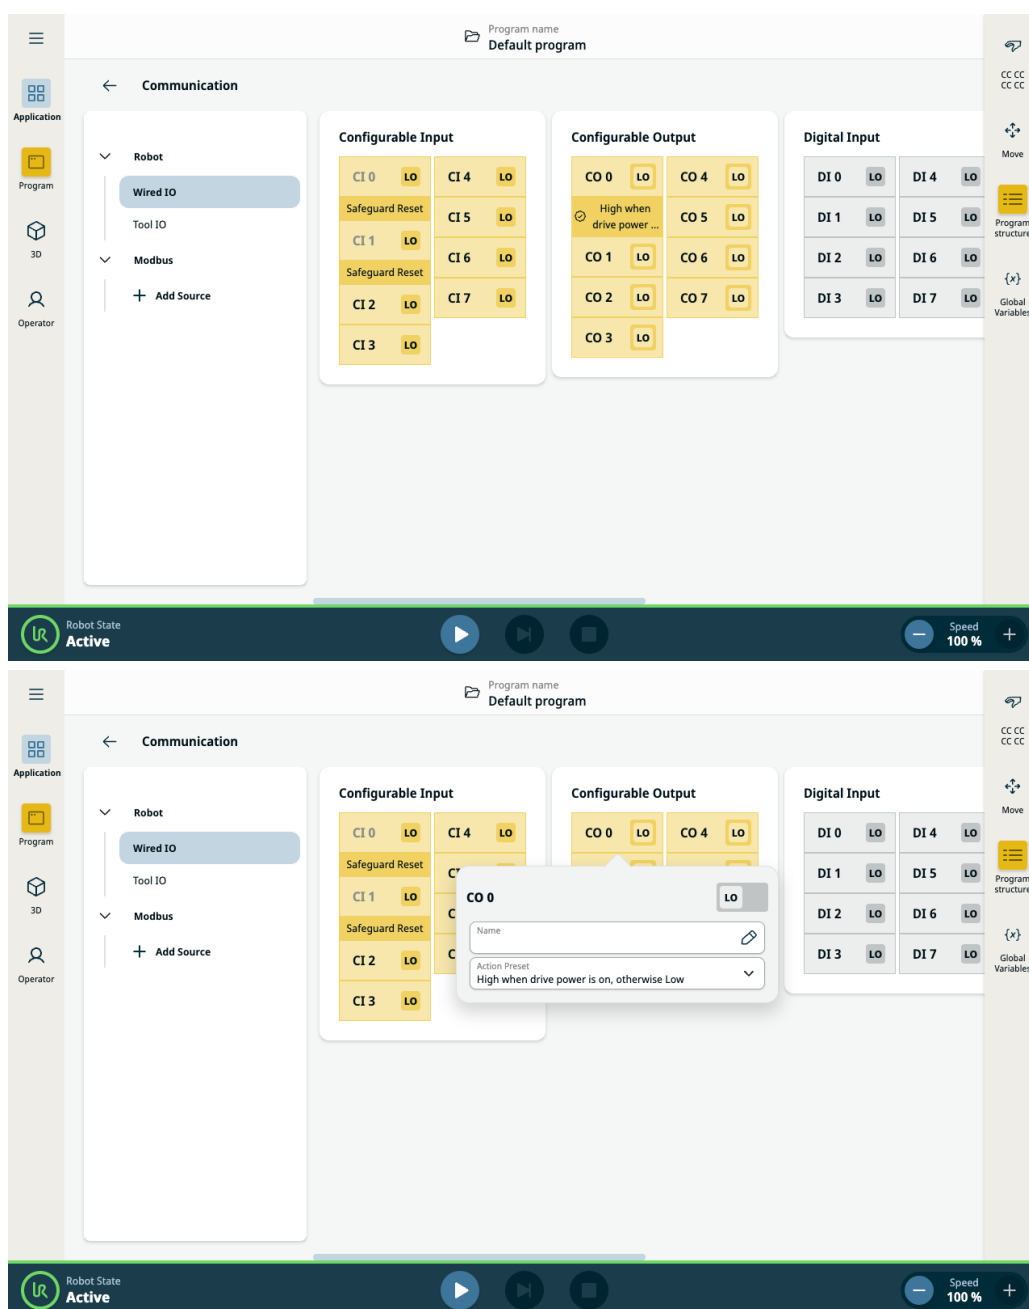 Program name
Default program
Application
Program
3D
Operator
Communication
Robot
Wired IO
Tool IO
Modbus
Add Source
Configurable Input
CI 0 LO CI 4 LO
Safeguard Reset
CI 5 LO
CI 1 LO
CI 6 LO
Safeguard Reset
CI 2 LO CI 7 LO
CI 3 LO
Configurable Output
CO 0 LO CO 4 LO
High when
drive power ...
CO 5 LO
CO 1 LO CO 6 LO
CO 2 LO CO 7 LO
CO 3 LO
Digital Input
DI 0 LO DI 4 LO
DI 1 LO DI 5 LO
DI 2 LO DI 6 LO
DI 3 LO DI 7 LO
CC CC
CC CC
Move
Program
structure
{x}
Global
Variables
Robot State
Active
Speed
100 %
Program name
Default program
Application
Program
3D
Operator
Communication
Robot
Wired IO
Tool IO
Modbus
Add Source
Configurable Input
CI 0 LO CI 4 LO
Safeguard Reset
CI 1 LO
Safeguard Reset
CI 2 LO
CI 3 LO
Configurable Output
CO 0 LO CO 4 LO
CO 0 LO
Name
Action Preset
High when drive power is on, otherwise Low
Digital Input
DI 0 LO DI 4 LO
DI 1 LO DI 5 LO
DI 2 LO DI 6 LO
DI 3 LO DI 7 LO
CC CC
CC CC
Move
Program
structure
{x}
Global
Variables
Robot State
Active
Speed
100 %